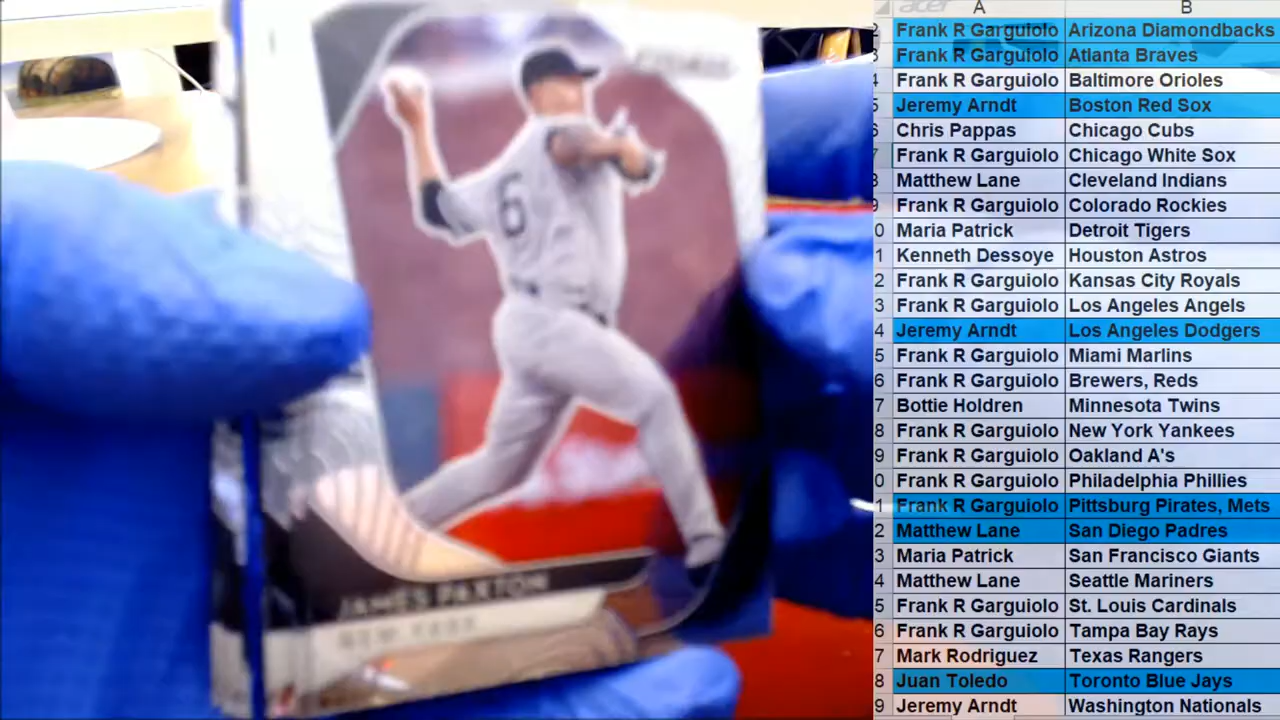 acer
A B
Frank R Garguiolo Arizona Diamondbacks
Frank R Garguiolo Atlanta Braves
4 Frank R Garguiolo Baltimore Orioles
5 Jeremy Arndt Boston Red Sox
6 Chris Pappas Chicago Cubs
7 Frank R Garguiolo Chicago White Sox
Matthew Lane Cleveland Indians
9 Frank R Garguiolo Colorado Rockies
0 Maria Patrick Detroit Tigers
1 Kenneth Dessoye Houston Astros
2 Frank R Garguiolo Kansas City Royals
3 Frank R Garguiolo Los Angeles Angels
4 Jeremy Arndt Los Angeles Dodgers
5 Frank R Garguiolo Miami Marlins
6 Frank R Garguiolo Brewers, Reds
7 Bottie Holdren Minnesota Twins
8 Frank R Garguiolo New York Yankees
9 Frank R Garguiolo Oakland A's
0 Frank R Garguiolo Philadelphia Phillies
1 Frank R Garguiolo Pittsburg Pirates, Mets
2 Matthew Lane San Diego Padres
3 Maria Patrick San Francisco Giants
4 Matthew Lane Seattle Mariners
5 Frank R Garguiolo St. Louis Cardinals
6 Frank R Garguiolo Tampa Bay Rays
7 Mark Rodriguez Texas Rangers
8 Juan Toledo Toronto Blue Jays
9 Jeremy Arndt Washington Nationals
6
JAMES PAXTON
NEW YORK